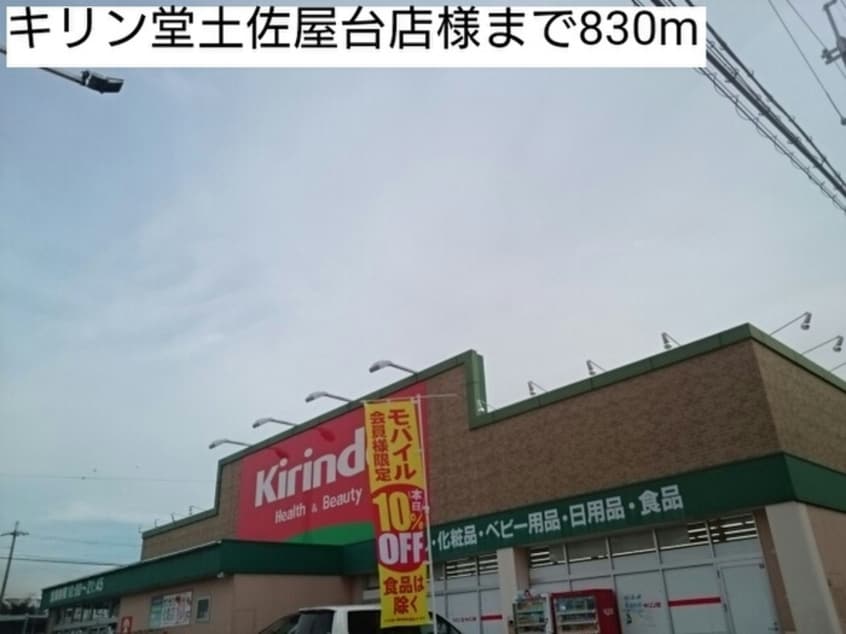 キリン堂土佐屋台店様まで830m
Kirind
Health & Beauty
モバイル
会員様限定
本日
10%
OFF
食品は
除く
・化粧品・ベビー用品・日用品・食品